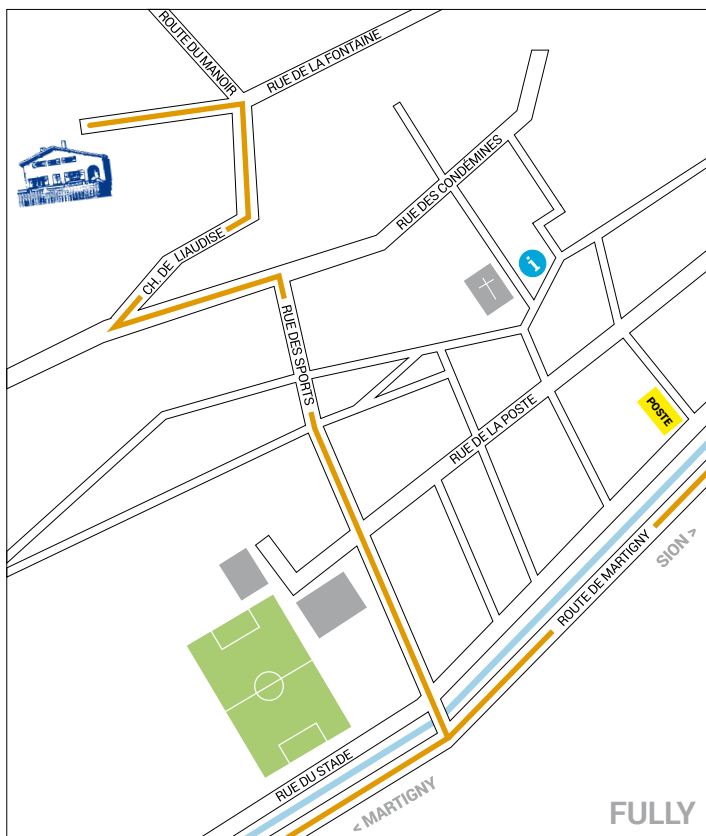 ROUTE DU MANOIR
RUE DE LA FONTAINE
RUE DES CONDÉMINES
CH. DE LIAUDISE
i
RUE DES SPORTS
POSTE
RUE DE LA POSTE
SION >
ROUTE DE MARTIGNY
RUE DU STADE
< MARTIGNY
FULLY